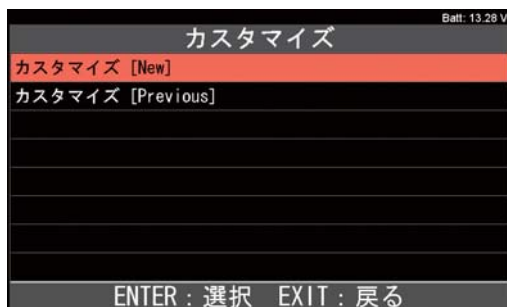 Batt: 13.28 V
カスタマイズ
カスタマイズ [New]
カスタマイズ [Previous]
ENTER：選択 EXIT：戻る